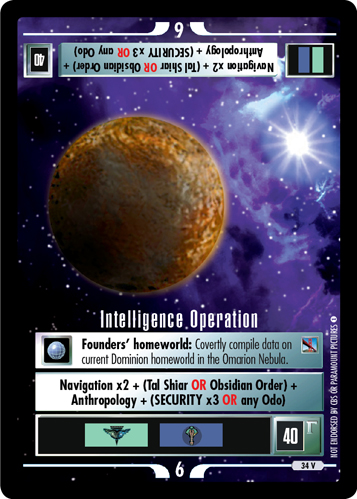 9
Navigation x2 + (Tal Shiar OR Obsidian Order) +
Anthropology + (SECURITY x3 OR any Odo)
40
Intelligence Operation
Founders' homeworld: Covertly compile data on
current Dominion homeworld in the Omarion Nebula.
Navigation x2 + (Tal Shiar OR Obsidian Order) +
Anthropology + (SECURITY x3 OR any Odo)
40
9
34 V
NOT ENDORSED BY CBS OR PARAMOUNT PICTURES